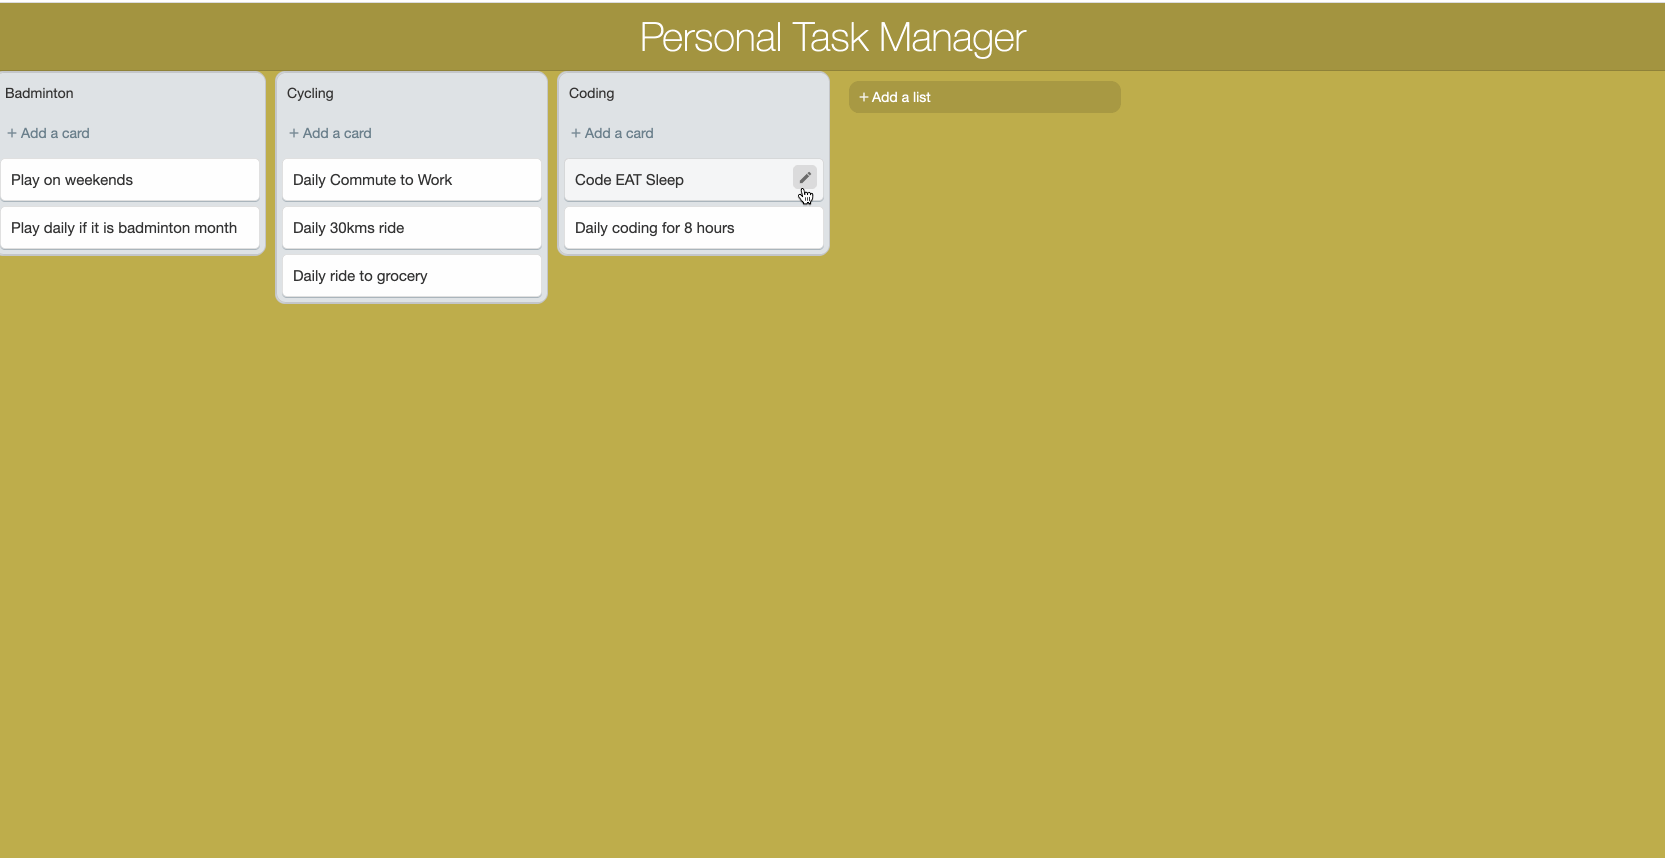 Personal Task Manager
Badminton
+ Add a card
Play on weekends
Play daily if it is badminton month
Cycling
+ Add a card
Daily Commute to Work
Daily 30kms ride
Daily ride to grocery
Coding
+ Add a card
Code EAT Sleep
Daily coding for 8 hours
+ Add a list